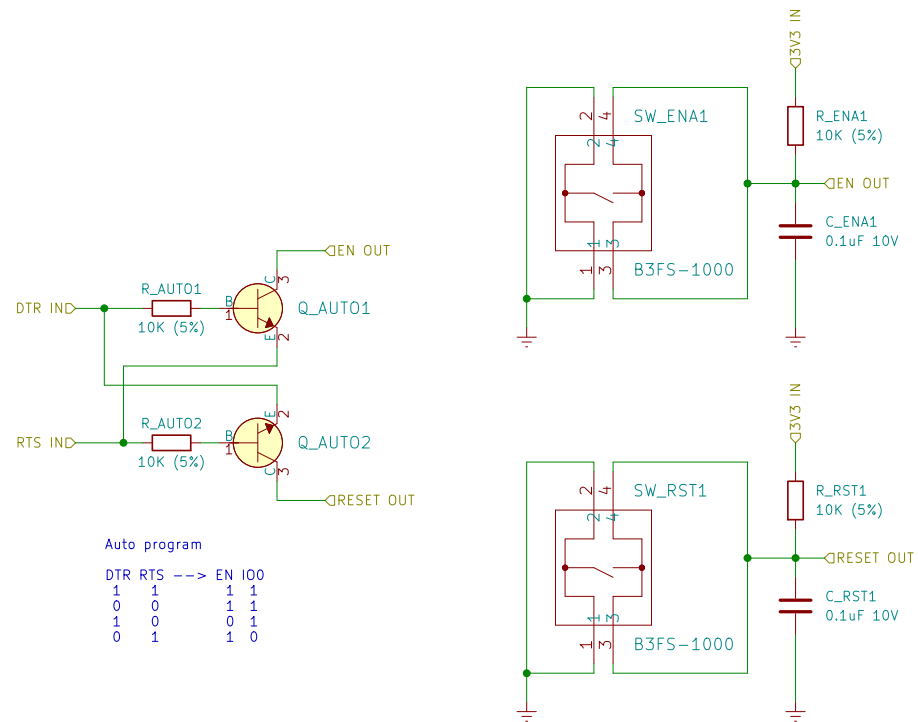 EN OUT
R_AUTO1
10K (5%)
DTR IN
B
1
C
3
E
2
Q_AUTO1
R_AUTO2
10K (5%)
RTS IN
B
1
E
2
C
3
Q_AUTO2
RESET OUT
Auto program
DTR RTS --> EN IO0
1 1 1 1
0 0 1 1
1 0 0 1
0 1 1 0
3V3 IN
R_ENA1
10K (5%)
SW_ENA1
2 4
2 4
1 3
1 3
B3FS-1000
EN OUT
C_ENA1
0.1uF 10V
3V3 IN
R_RST1
10K (5%)
SW_RST1
2 4
2 4
1 3
1 3
B3FS-1000
RESET OUT
C_RST1
0.1uF 10V